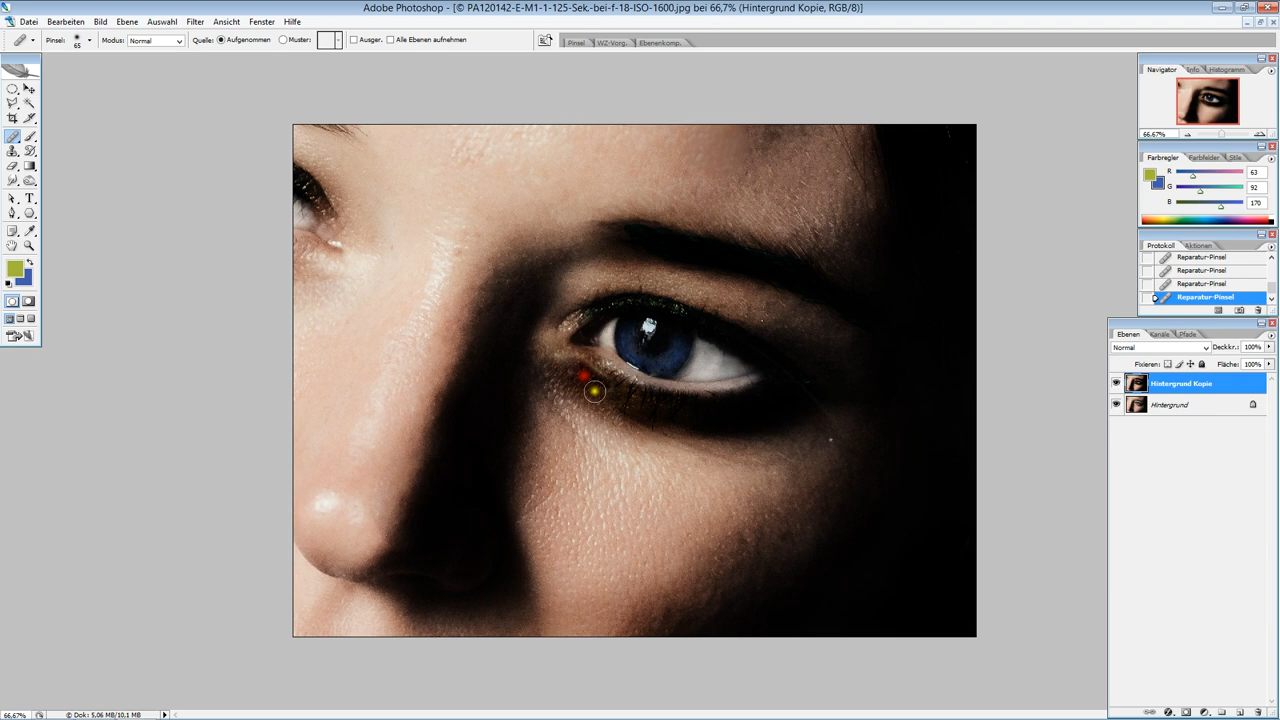 Adobe Photoshop - [© PA120142-E-M1-1-125-Sek.-bei-f-18-ISO-1600.jpg bei 66,7% (Hintergrund Kopie, RGB/8)]
Datei Bearbeiten Bild Ebene Auswahl Filter Ansicht Fenster Hilfe
Pinsel: 65 Modus: Normal Quelle: Aufgenommen Muster: Ausger. Alle Ebenen aufnehmen Pinsel WZ-Vorg. Ebenenkomp.
Navigator Info Histogramm
66.67%
Farbregler Farbfelder Stile
R 63
G 92
B 170
Protokoll Aktionen
Reparatur-Pinsel
Reparatur-Pinsel
Reparatur-Pinsel
Reparatur-Pinsel
Ebenen Kanäle Pfade
Normal Deckkr.: 100%
Fixieren: Fläche: 100%
Hintergrund Kopie
Hintergrund
66.67% © Dok: 5,06 MB/10,1 MB